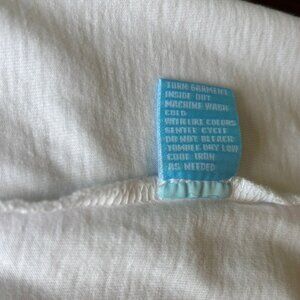 TURN GARMENT
INSIDE OUT
MACHINE WASH
COLD
WITH LIKE COLORS
GENTLE CYCLE
DO NOT BLEACH
TUMBLE DRY LOW
COOL IRON
AS NEEDED